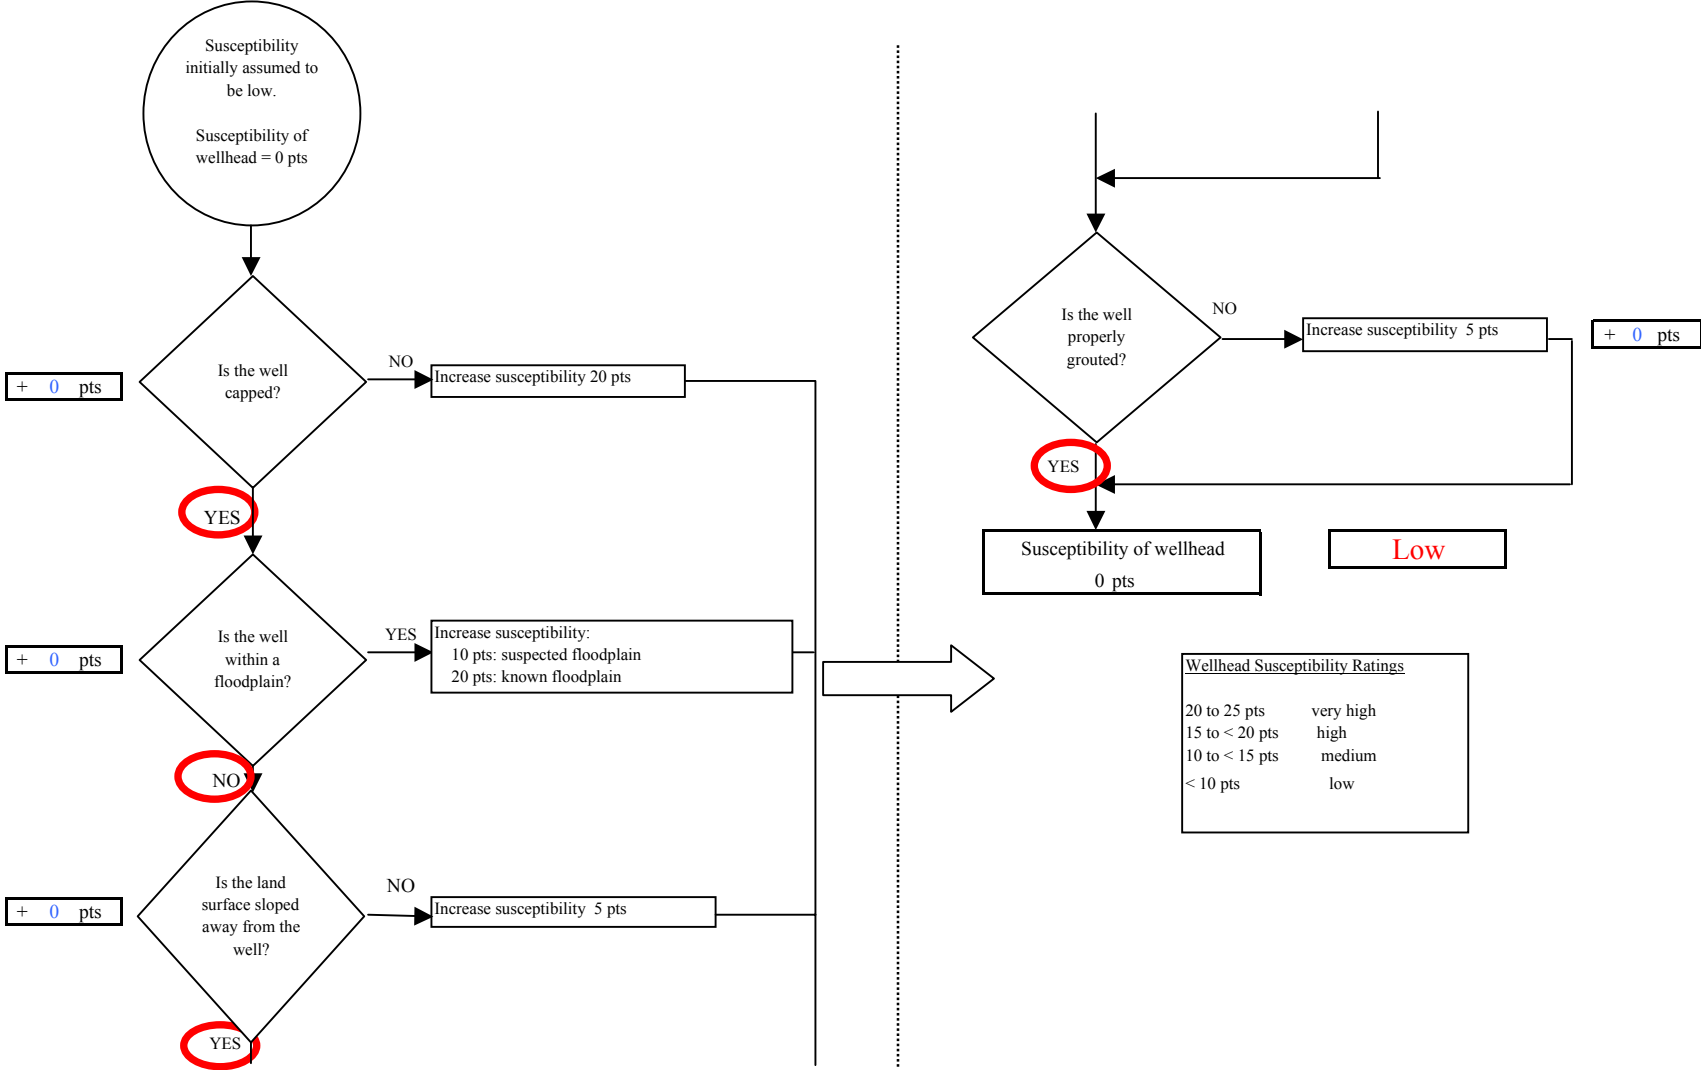 Susceptibility
initially assumed to
be low.
Susceptibility of
wellhead = 0 pts
Is the well
capped?
NO
Increase susceptibility 20 pts
+ 0 pts
YES
Is the well
within a
floodplain?
YES
Increase susceptibility:
10 pts: suspected floodplain
20 pts: known floodplain
+ 0 pts
NO
Is the land
surface sloped
away from the
well?
NO
Increase susceptibility 5 pts
+ 0 pts
YES
Is the well
properly
grouted?
NO
Increase susceptibility 5 pts
+ 0 pts
YES
Susceptibility of wellhead
0 pts
Low
Wellhead Susceptibility Ratings
20 to 25 pts very high
15 to < 20 pts high
10 to < 15 pts medium
< 10 pts low